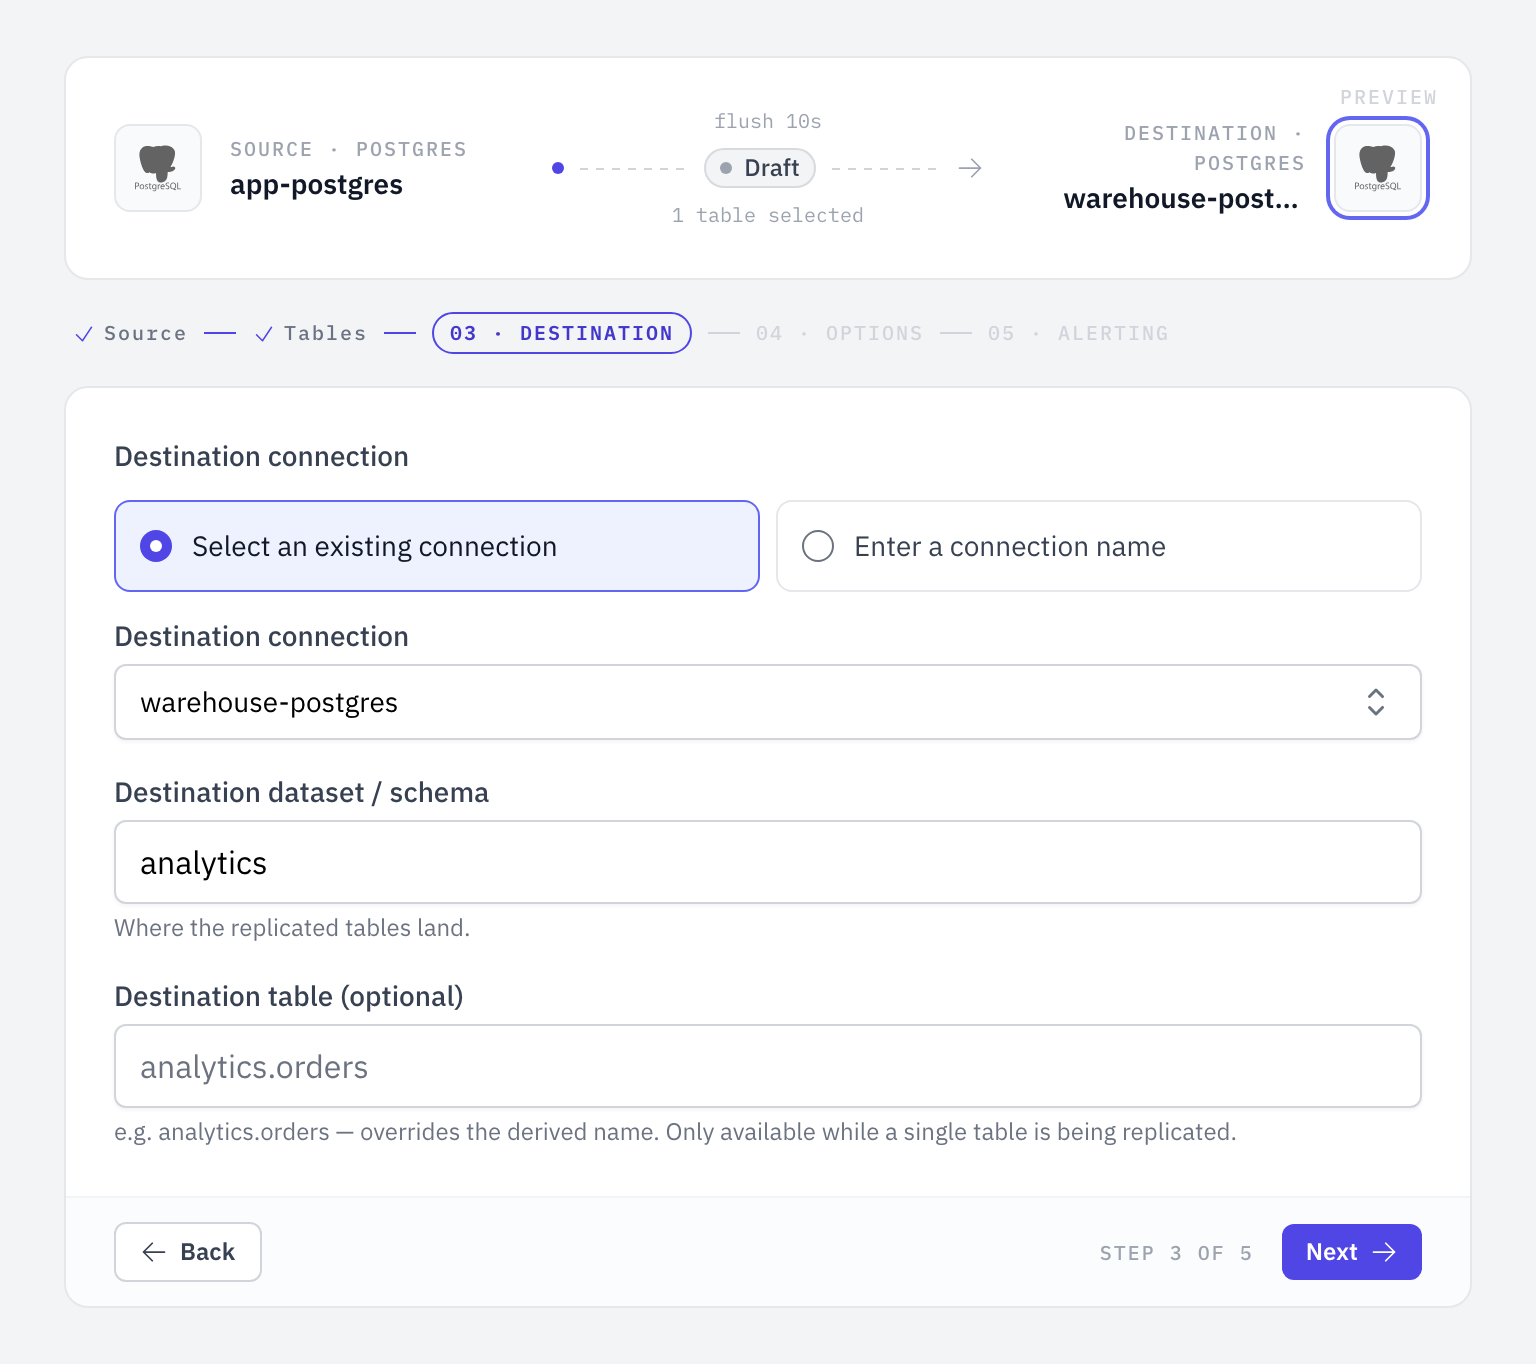 PREVIEW
PostgreSQL
SOURCE · POSTGRES
app-postgres
flush 10s
Draft
1 table selected
DESTINATION ·
POSTGRES
warehouse-post...
PostgreSQL
Source
Tables
03 · DESTINATION
04 · OPTIONS
05 · ALERTING
Destination connection
Select an existing connection
Enter a connection name
Destination connection
warehouse-postgres
Destination dataset / schema
analytics
Where the replicated tables land.
Destination table (optional)
analytics.orders
e.g. analytics.orders — overrides the derived name. Only available while a single table is being replicated.
Back
STEP 3 OF 5
Next